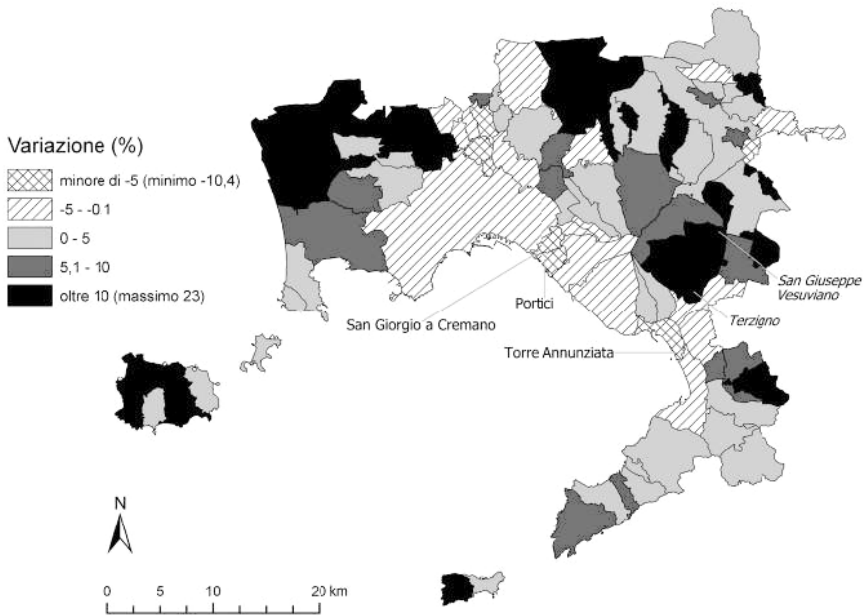 Variazione (%)
minore di -5 (minimo -10,4)
-5 - -0.1
0 - 5
5,1 - 10
oltre 10 (massimo 23)
San Giuseppe
Vesuviano
Portici
San Giorgio a Cremano
Terzigno
Torre Annunziata
N
0 5 10 20 km